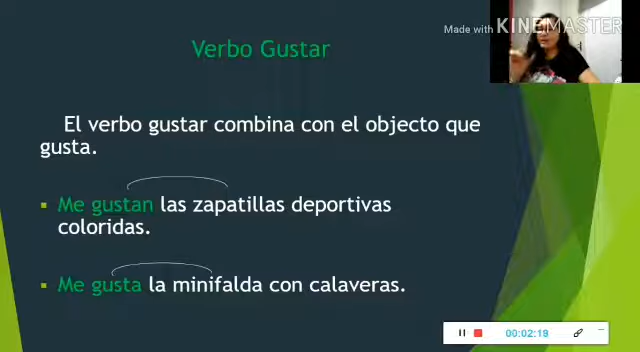 Made with KINEMASTER
Verbo Gustar
El verbo gustar combina con el objecto que
gusta.
Me gustan las zapatillas deportivas
coloridas.
Me gusta la minifalda con calaveras.
00:02:19